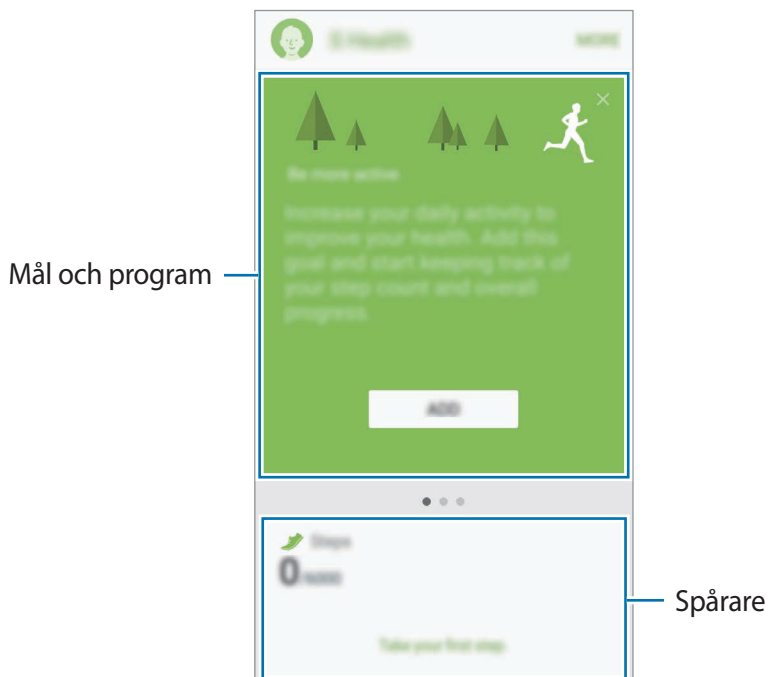 S Health
MORE
Be more active
Increase your daily activity to
improve your health. Add this
goal and start keeping track of
your step count and overall
progress.
Mål och program
ADD
Steps
0/6000
Spårare
Take your first step.